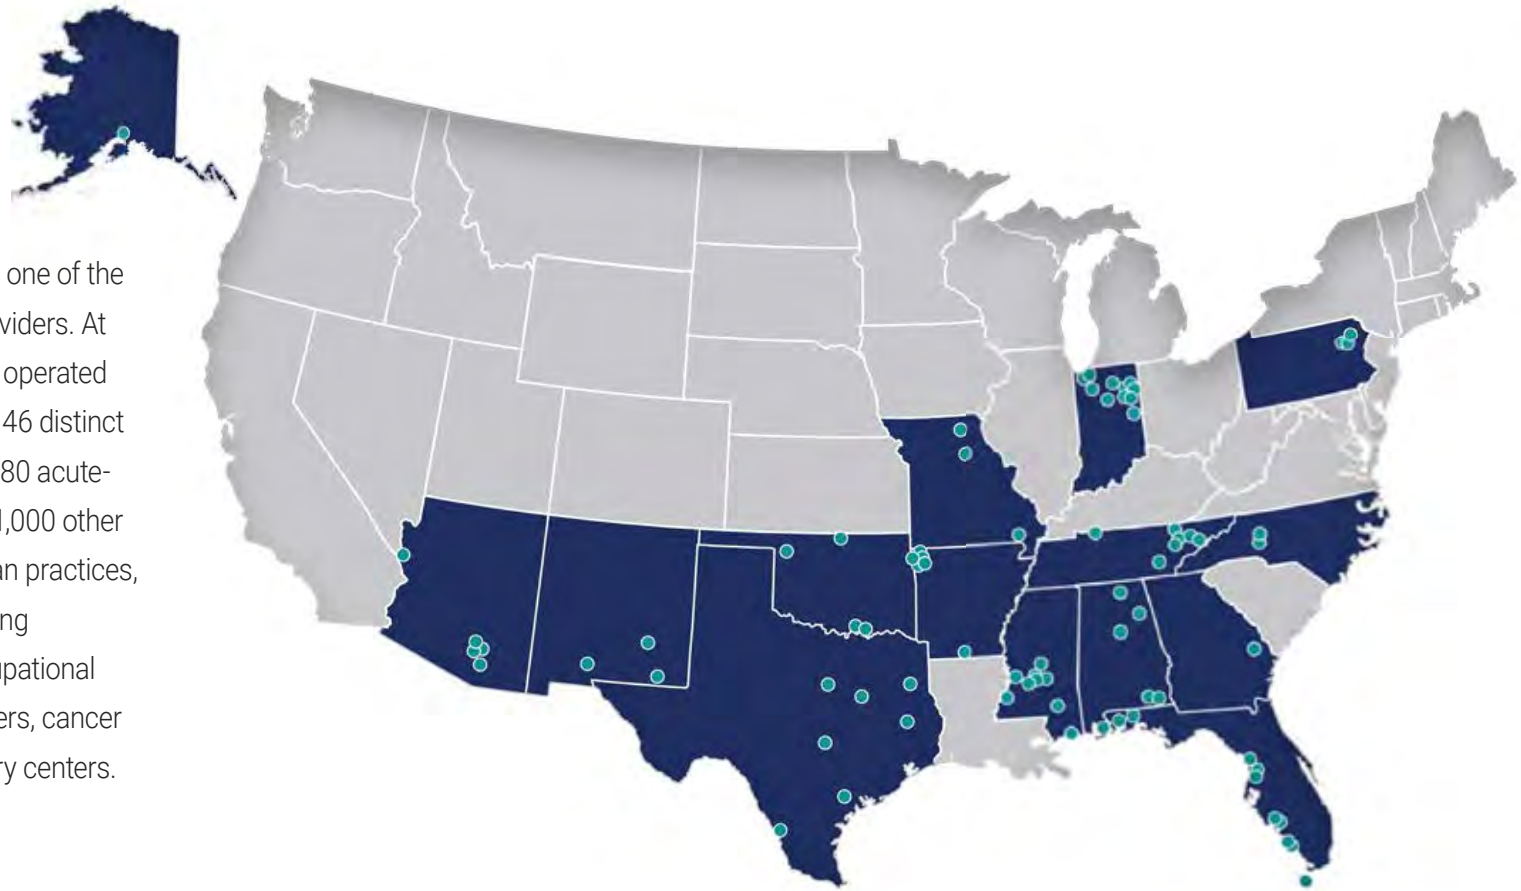 one of the
viders. At
operated
46 distinct
80 acute-
1,000 other
an practices,
ng
upational
ers, cancer
ry centers.